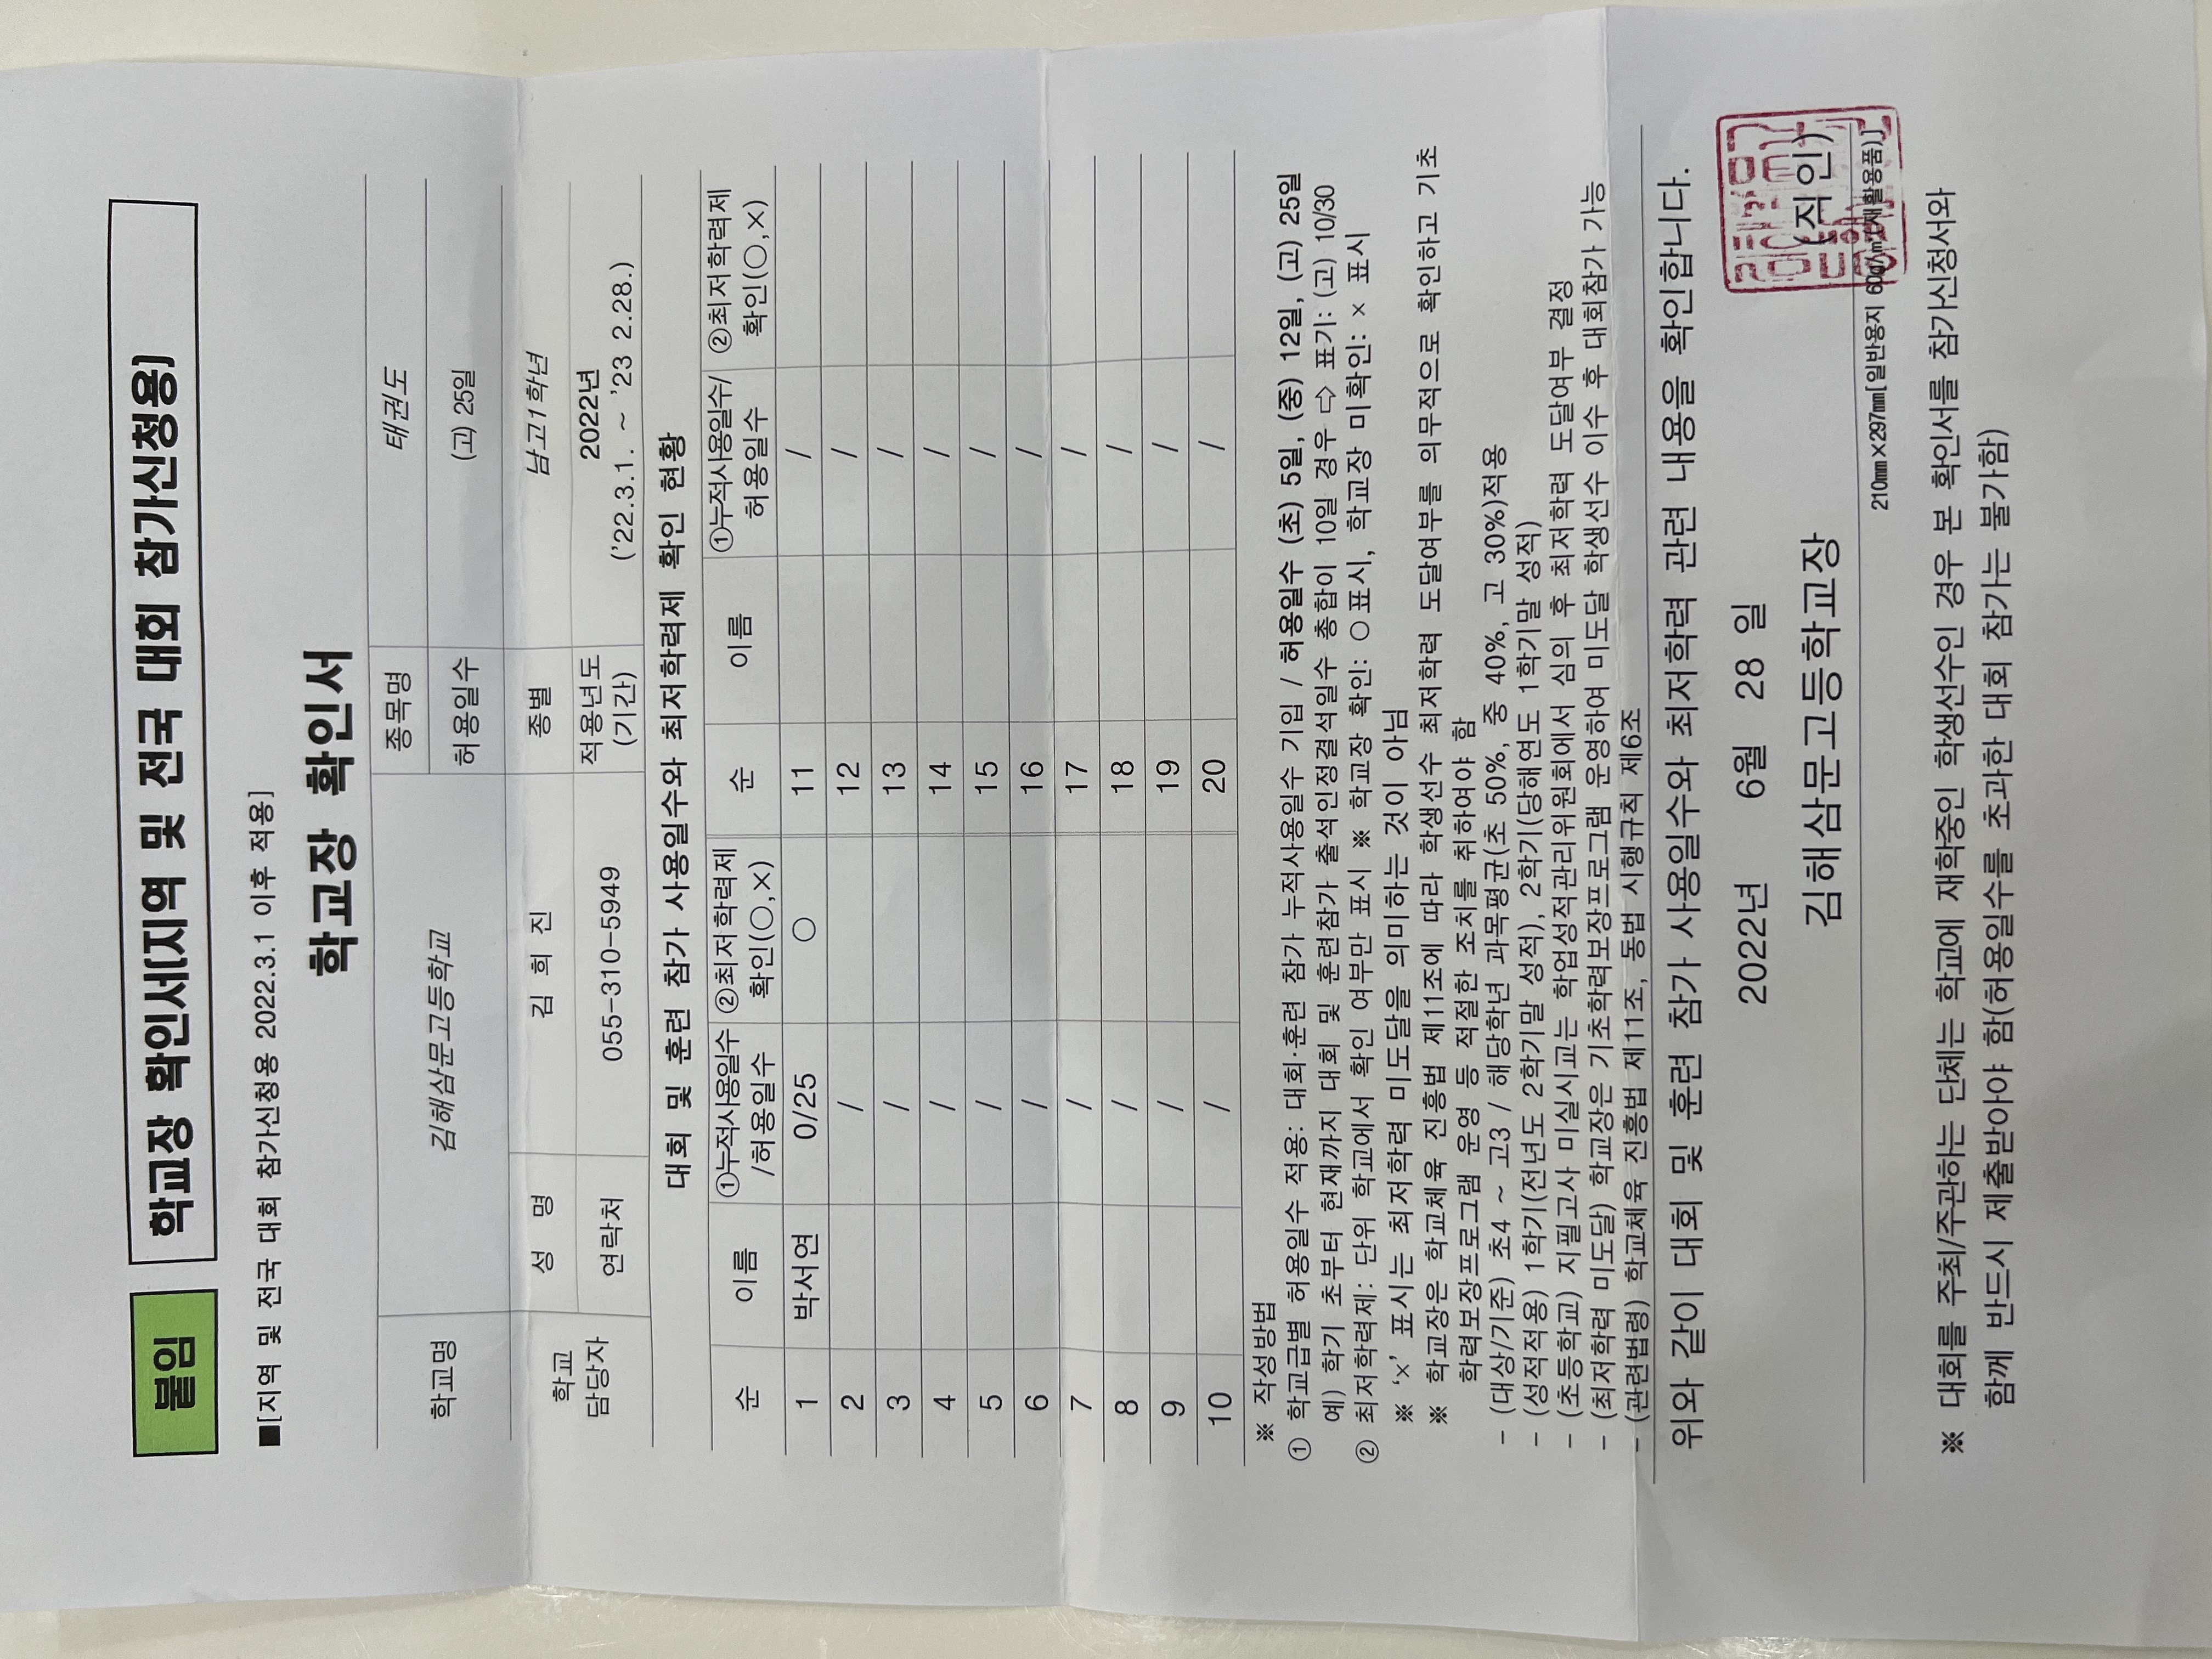 붙임 학교장 확인서(지역 및 전국 대회 참가신청용)
■[지역 및 전국 대회 참가신청용 2022.3.1 이후 적용]
학교장 확인서
학교명 김해삼문고등학교 종목명 태권도
허용일수 (고) 25일
학교 담당자 성 명 김 희 진 종별 남고1학년
연락처 055-310-5949 적용년도 (기간) 2022년 ('22.3.1. ~ '23 2.28.)
대회 및 훈련 참가 사용일수와 최저학력제 확인 현황
순 이름 ①누적사용일수/허용일수 ②최저학력제 확인(○,×) 순 이름 ①누적사용일수/허용일수 ②최저학력제 확인(○,×)
1 박서연 0/25 ○ 11 /
2 / 12 /
3 / 13 /
4 / 14 /
5 / 15 /
6 / 16 /
7 / 17 /
8 / 18 /
9 / 19 /
10 / 20 /
※ 작성방법
① 학교급별 허용일수 적용: 대회·훈련 참가 누적사용일수 기입 / 허용일수 (초) 5일, (중) 12일, (고) 25일
예) 학기 초부터 현재까지 대회 및 훈련참가 출석인정결석일수 총합이 10일 경우 ⇨ 표기: (고) 10/30
② 최저학력제: 단위 학교에서 확인 여부만 표시 ※ 학교장 확인: ○표시, 학교장 미확인: × 표시
※ '×' 표시는 최저학력 미도달을 의미하는 것이 아님
※ 학교장은 학교체육 진흥법 제11조에 따라 학생선수 최저학력 도달여부를 의무적으로 확인하고 기초
학력보장프로그램 운영 등 적절한 조치를 취하여야 함
- (대상/기준) 초4 ~ 고3 / 해당학년 과목평균(초 50%, 중 40%, 고 30%)적용
- (성적적용) 1학기(전년도 2학기말 성적), 2학기(당해연도 1학기말 성적)
- (초등학교) 지필고사 미실시교는 학업성적관리위원회에서 심의 후 최저학력 도달여부 결정
- (최저학력 미도달) 학교장은 기초학력보장프로그램 운영하여 미도달 학생선수 이수 후 대회참가 가능
- (관련법령) 학교체육 진흥법 제11조, 동법 시행규칙 제6조
위와 같이 대회 및 훈련 참가 사용일수와 최저학력 관련 내용을 확인합니다.
2022년 6월 28 일
김해삼문고등학교장 (직인)
210mm×297mm[일반용지 60g/㎡(재활용품)]
※ 대회를 주최/주관하는 단체는 학교에 재학중인 학생선수인 경우 본 확인서를 참가신청서와
함께 반드시 제출받아야 함(허용일수를 초과한 대회 참가는 불가함)